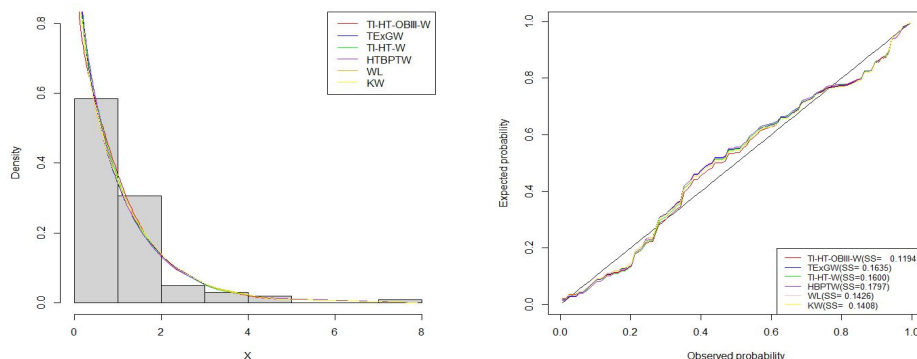 0.8
0.6
0.4
0.2
0.0
Density
0
2
4
6
8
X
TI-HT-OBIII-W
TExGW
TI-HT-W
HTBPTW
WL
KW
1.0
0.8
0.6
0.4
0.2
0.0
Expected probability
0.0
0.2
0.4
0.6
0.8
1.0
Observed probability
TI-HT-OBIII-W(SS= 0.1194
TExGW(SS= 0.1635)
TI-HT-W(SS= 0.1600)
HBPTW(SS=0.1797)
WL(SS= 0.1426)
KW(SS= 0.1408)